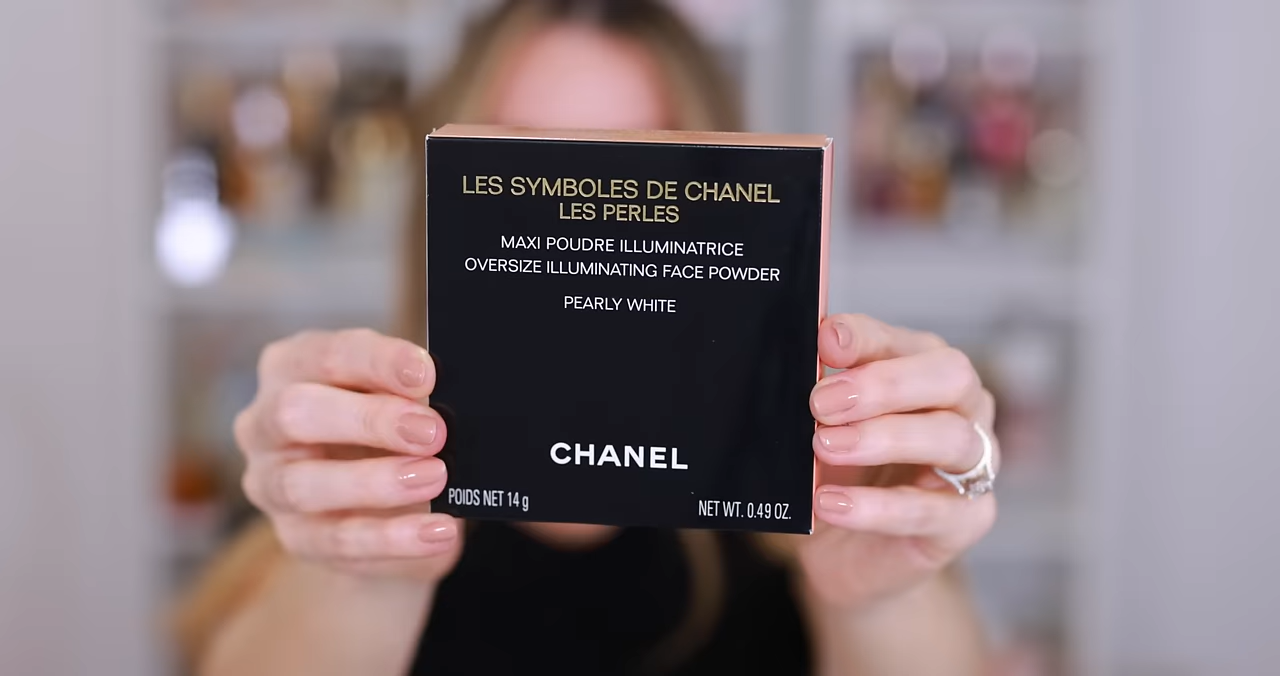 LES SYMBOLES DE CHANEL
LES PERLES
MAXI POUDRE ILLUMINATRICE
OVERSIZE ILLUMINATING FACE POWDER
PEARLY WHITE
CHANEL
POIDS NET 14 g
NET WT. 0.49 OZ.